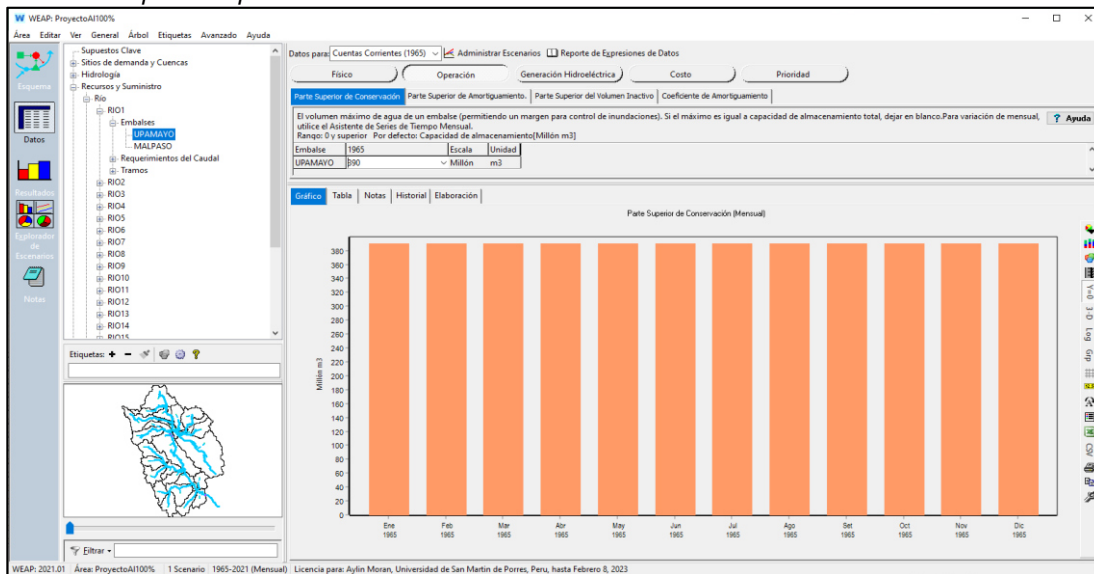 WEAP: ProyectoAI100%
Área Editar Ver General Árbol Etiquetas Avanzado Ayuda
Esquema
Datos
Resultados
Explorador de Escenarios
Notas
Supuestos Clave
Sitios de demanda y Cuencas
Hidrología
Recursos y Suministro
Río
RIO1
Embalses
UPAMAYO
MALPASO
Requerimientos del Caudal
Tramos
RIO2
RIO3
RIO4
RIO5
RIO6
RIO7
RIO8
RIO9
RIO10
RIO11
RIO12
RIO13
RIO14
RIO15
Etiquetas:
Filtrar
Datos para: Cuentas Corrientes (1965) Administrar Escenarios Reporte de Expresiones de Datos
Físico Operación Generación Hidroeléctrica Costo Prioridad
Parte Superior de Conservación Parte Superior de Amortiguamiento. Parte Superior del Volumen Inactivo Coeficiente de Amortiguamiento
El volumen máximo de agua de un embalse (permitiendo un margen para control de inundaciones). Si el máximo es igual a capacidad de almacenamiento total, dejar en blanco.Para variación de mensual,
utilice el Asistente de Series de Tiempo Mensual.
Rango: 0 y superior Por defecto: Capacidad de almacenamiento[Millón m3]
? Ayuda
Embalse 1965 Escala Unidad
UPAMAYO 390 Millón m3
Gráfico Tabla Notas Historial Elaboración
Parte Superior de Conservación (Mensual)
Millón m3
380
360
340
320
300
280
260
240
220
200
180
160
140
120
100
80
60
40
20
0
Ene Feb Mar Abr May Jun Jul Ago Set Oct Nov Dic
1965 1965 1965 1965 1965 1965 1965 1965 1965 1965 1965 1965
Y=0
3-D
Log
Grp
CSV
WEAP: 2021.01 Área: ProyectoAI100% 1 Scenario 1965-2021 (Mensual) Licencia para: Aylin Moran, Universidad de San Martin de Porres, Peru, hasta Febrero 8, 2023